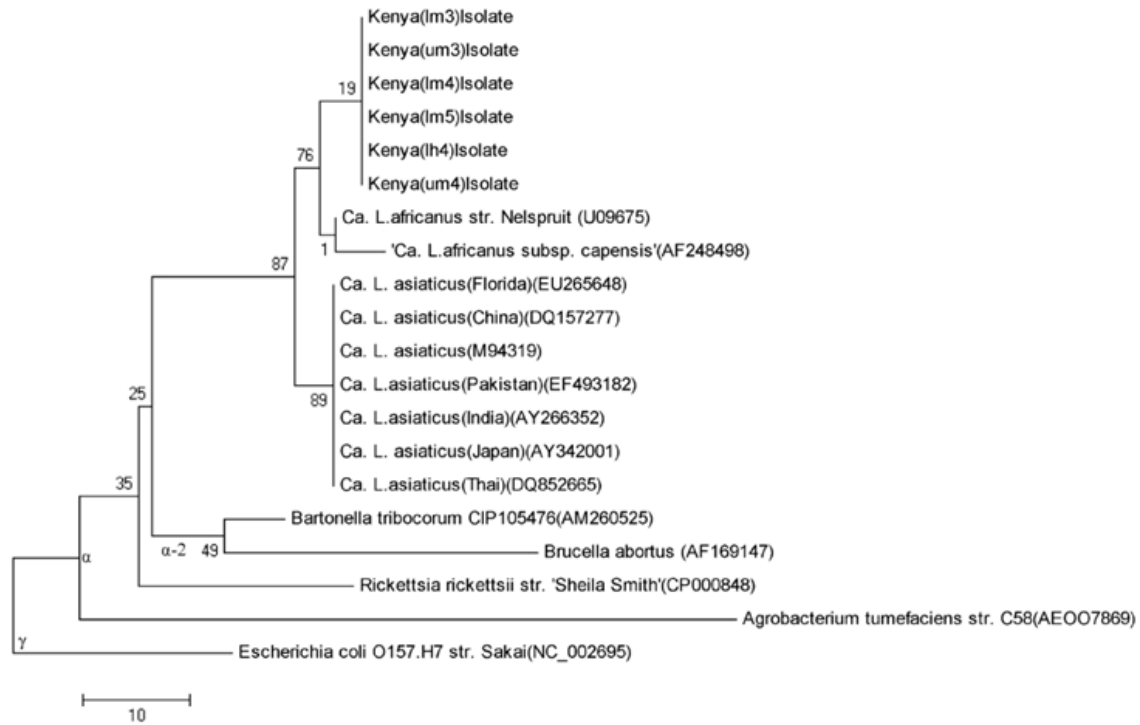 Kenya(lm3)Isolate
Kenya(um3)Isolate
Kenya(lm4)Isolate
19
Kenya(lm5)Isolate
Kenya(lh4)Isolate
76
Kenya(um4)Isolate
Ca. L.africanus str. Nelspruit (U09675)
1
'Ca. L.africanus subsp. capensis'(AF248498)
87
Ca. L. asiaticus(Florida)(EU265648)
Ca. L. asiaticus(China)(DQ157277)
Ca. L. asiaticus(M94319)
Ca. L.asiaticus(Pakistan)(EF493182)
89
25
Ca. L. asiaticus(India)(AY266352)
Ca. L. asiaticus(Japan)(AY342001)
35
Ca. L.asiaticus(Thai)(DQ852665)
Bartonella tribocorum CIP105476(AM260525)
α-2
49
Brucella abortus (AF169147)
α
Rickettsia rickettsii str. 'Sheila Smith'(CP000848)
Agrobacterium tumefaciens str. C58(AEOO7869)
γ
Escherichia coli O157.H7 str. Sakai(NC_002695)
10